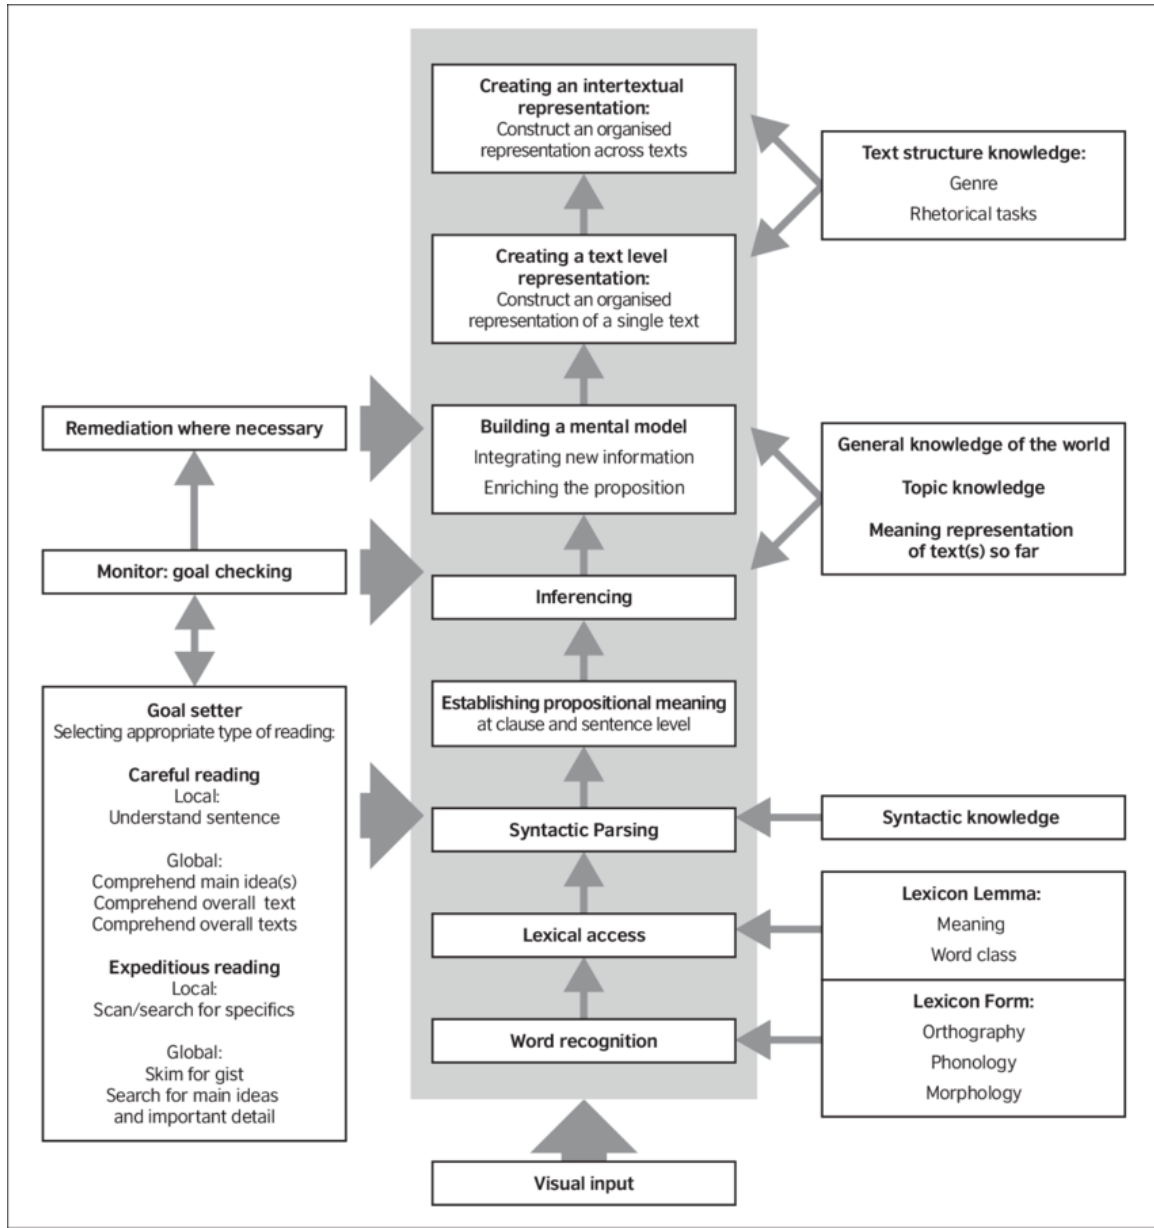 Creating an intertextual
representation:
Construct an organised
representation across texts
Text structure knowledge:
Genre
Rhetorical tasks
Creating a text level
representation:
Construct an organised
representation of a single text
Remediation where necessary
Building a mental model
Integrating new information
Enriching the proposition
General knowledge of the world
Topic knowledge
Meaning representation
of text(s) so far
Monitor: goal checking
Inferencing
Goal setter
Selecting appropriate type of reading:
Careful reading
Local:
Understand sentence
Global:
Comprehend main idea(s)
Comprehend overall text
Comprehend overall texts
Expeditious reading
Local:
Scan/search for specifics
Global:
Skim for gist
Search for main ideas
and important detail
Establishing propositional meaning
at clause and sentence level
Syntactic Parsing
Syntactic knowledge
Lexical access
Lexicon Lemma:
Meaning
Word class
Word recognition
Lexicon Form:
Orthography
Phonology
Morphology
Visual input